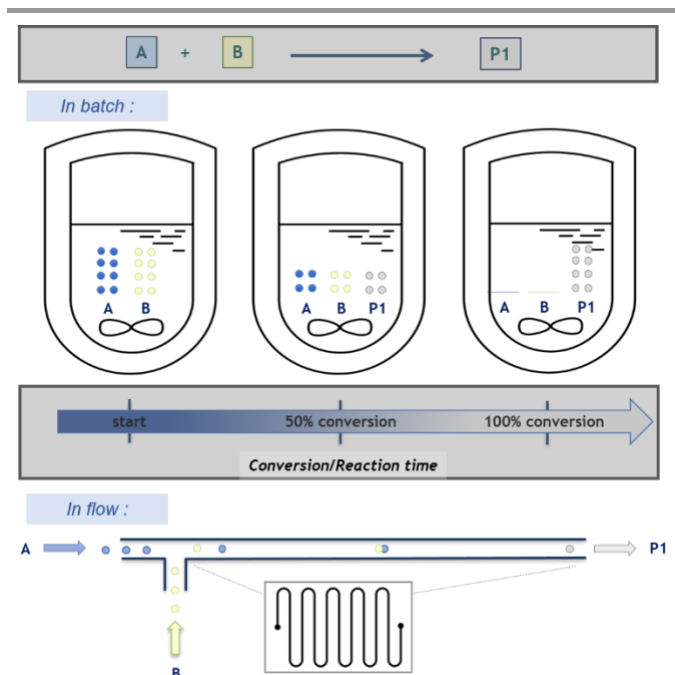 A + B P1
In batch :
A B A B P1 A B P1
start 50% conversion 100% conversion
Conversion/Reaction time
In flow :
A P1
B